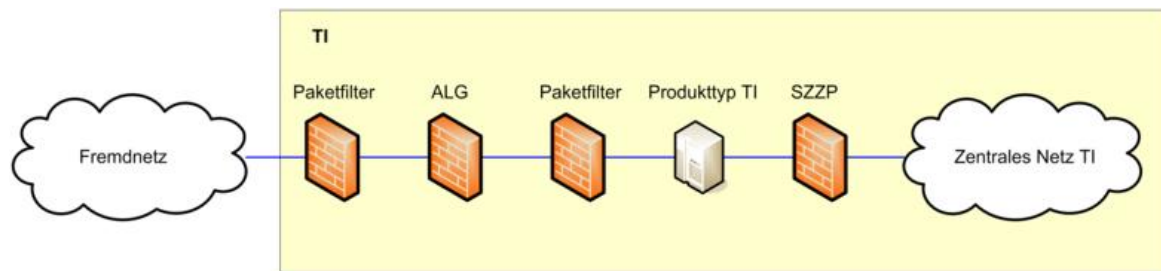 TI
Paketfilter
ALG
Paketfilter
Produkttyp TI
SZZP
Fremdnetz
Zentrales Netz TI